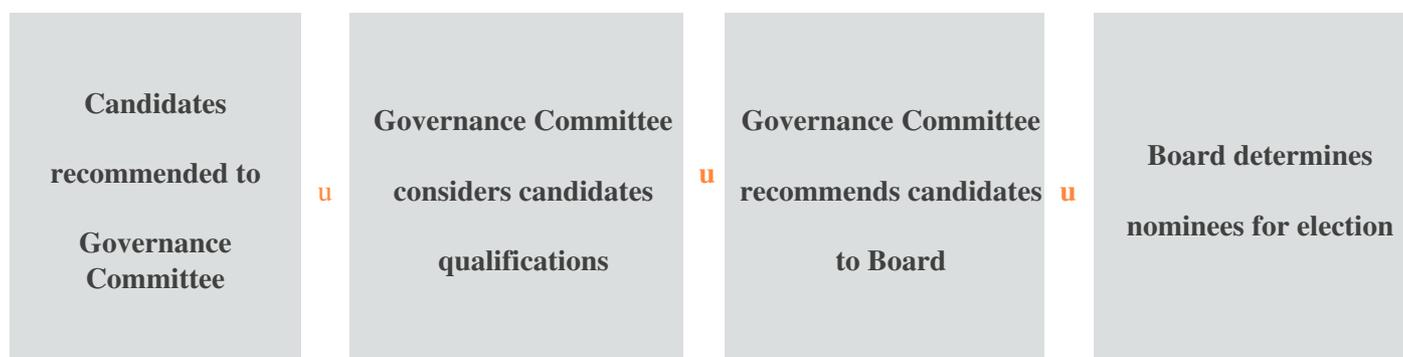 Candidates
recommended to
Governance
Committee
u
Governance Committee
considers candidates
qualifications
u
Governance Committee
recommends candidates
to Board
u
Board determines
nominees for election